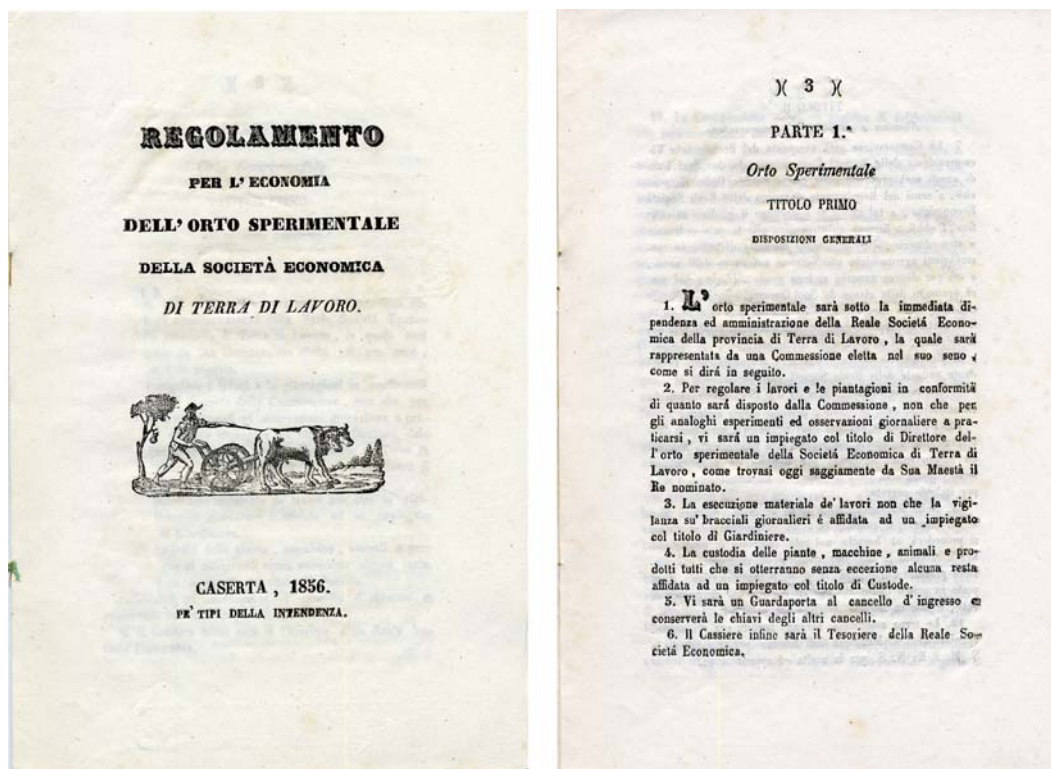 REGOLAMENTO
PER L' ECONOMIA
DELL' ORTO SPERIMENTALE
DELLA SOCIETÀ ECONOMICA
DI TERRA DI LAVORO.
CASERTA , 1856.
PE' TIPI DELLA INTENDENZA.
)( 3 )(
PARTE 1.ª
Orto Sperimentale
TITOLO PRIMO
DISPOSIZIONI GENERALI
1. L' orto sperimentale sarà sotto la immediata di-
pendenza ed amministrazione della Reale Societá Econo-
mica della provincia di Terra di Lavoro , la quale sarà
rappresentata da una Commessione eletta nel suo seno ,
come si dirá in seguito.
2. Per regolare i lavori e le piantagioni in conformità
di quanto sará disposto dalla Commessione , non che per
gli analoghi esperimenti ed osservazioni giornaliere a pra-
ticarsi , vi sará un impiegato col titolo di Direttore del-
l' orto sperimentale della Societá Economica di Terra di
Lavoro , come trovasi oggi saggiamente da Sua Maestà il
Re nominato.
3. La esecuzione materiale de' lavori non che la vigi-
lanza su' bracciali giornalieri é affidata ad un impiegato
col titolo di Giardiniere.
4. La custodia delle piante , macchine , animali e pro-
dotti tutti che si otterranno senza eccezione alcuna resta
affidata ad un impiegato col titolo di Custode.
5. Vi sarà un Guardaporta al cancello d' ingresso e
conserverà le chiavi degli altri cancelli.
6. Il Cassiere infine sarà il Tesoriere della Reale So-
cietá Economica.